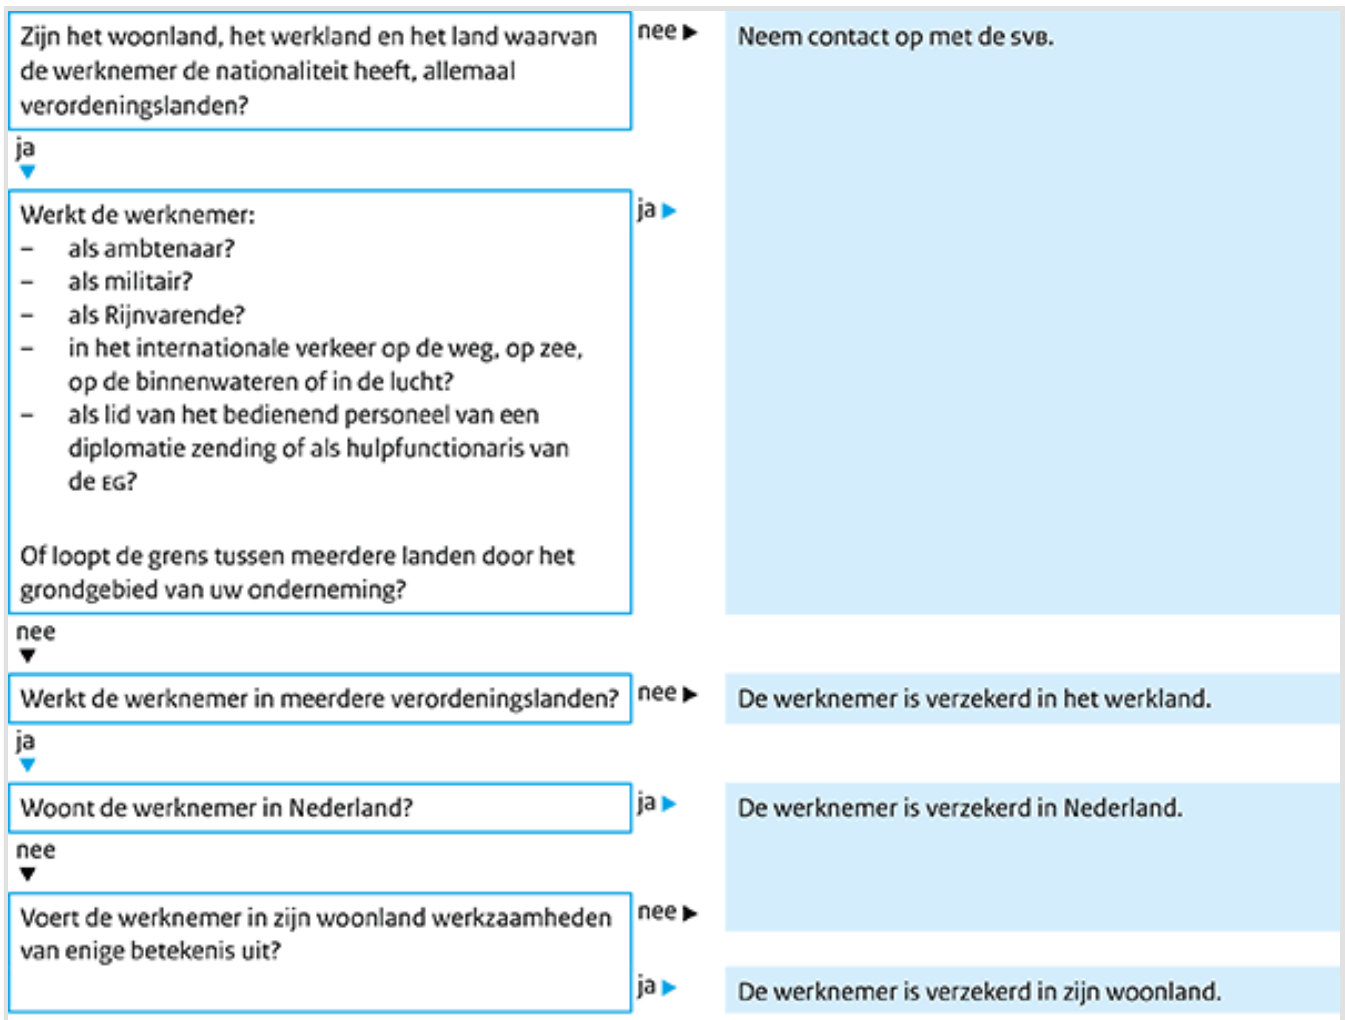 Zijn het woonland, het werkland en het land waarvan
de werknemer de nationaliteit heeft, allemaal
verordeningslanden?
nee ▶
Neem contact op met de SVB.
ja
▼
Werkt de werknemer:
– als ambtenaar?
– als militair?
– als Rijnvarende?
– in het internationale verkeer op de weg, op zee,
op de binnenwateren of in de lucht?
– als lid van het bedienend personeel van een
diplomatie zending of als hulpfunctionaris van
de EG?
Of loopt de grens tussen meerdere landen door het
grondgebied van uw onderneming?
ja ▶
nee
▼
Werkt de werknemer in meerdere verordeningslanden?
nee ▶
De werknemer is verzekerd in het werkland.
ja
▼
Woont de werknemer in Nederland?
ja ▶
De werknemer is verzekerd in Nederland.
nee
▼
Voert de werknemer in zijn woonland werkzaamheden
van enige betekenis uit?
nee ▶
ja ▶
De werknemer is verzekerd in zijn woonland.